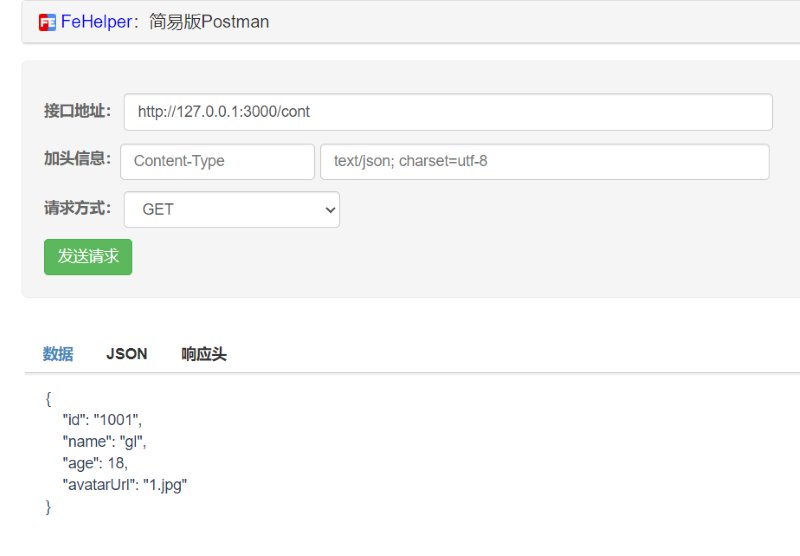 FeHelper：简易版Postman
接口地址： http://127.0.0.1:3000/cont
加头信息： Content-Type text/json; charset=utf-8
请求方式： GET
发送请求
数据 JSON 响应头
{
"id": "1001",
"name": "gl",
"age": 18,
"avatarUrl": "1.jpg"
}